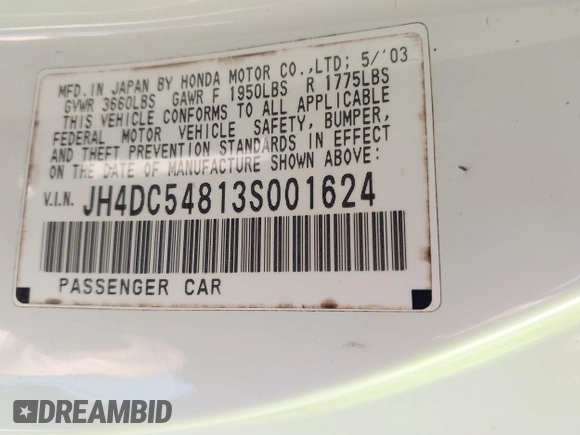 MFD. IN JAPAN BY HONDA MOTOR CO.,LTD; 5/'03
GVWR 3660LBS GAWR F 1950LBS R 1775LBS
THIS VEHICLE CONFORMS TO ALL APPLICABLE
FEDERAL MOTOR VEHICLE SAFETY, BUMPER,
AND THEFT PREVENTION STANDARDS IN EFFECT
ON THE DATE OF MANUFACTURE SHOWN ABOVE:
V.I.N. JH4DC54813S001624
PASSENGER CAR
DREAMBID